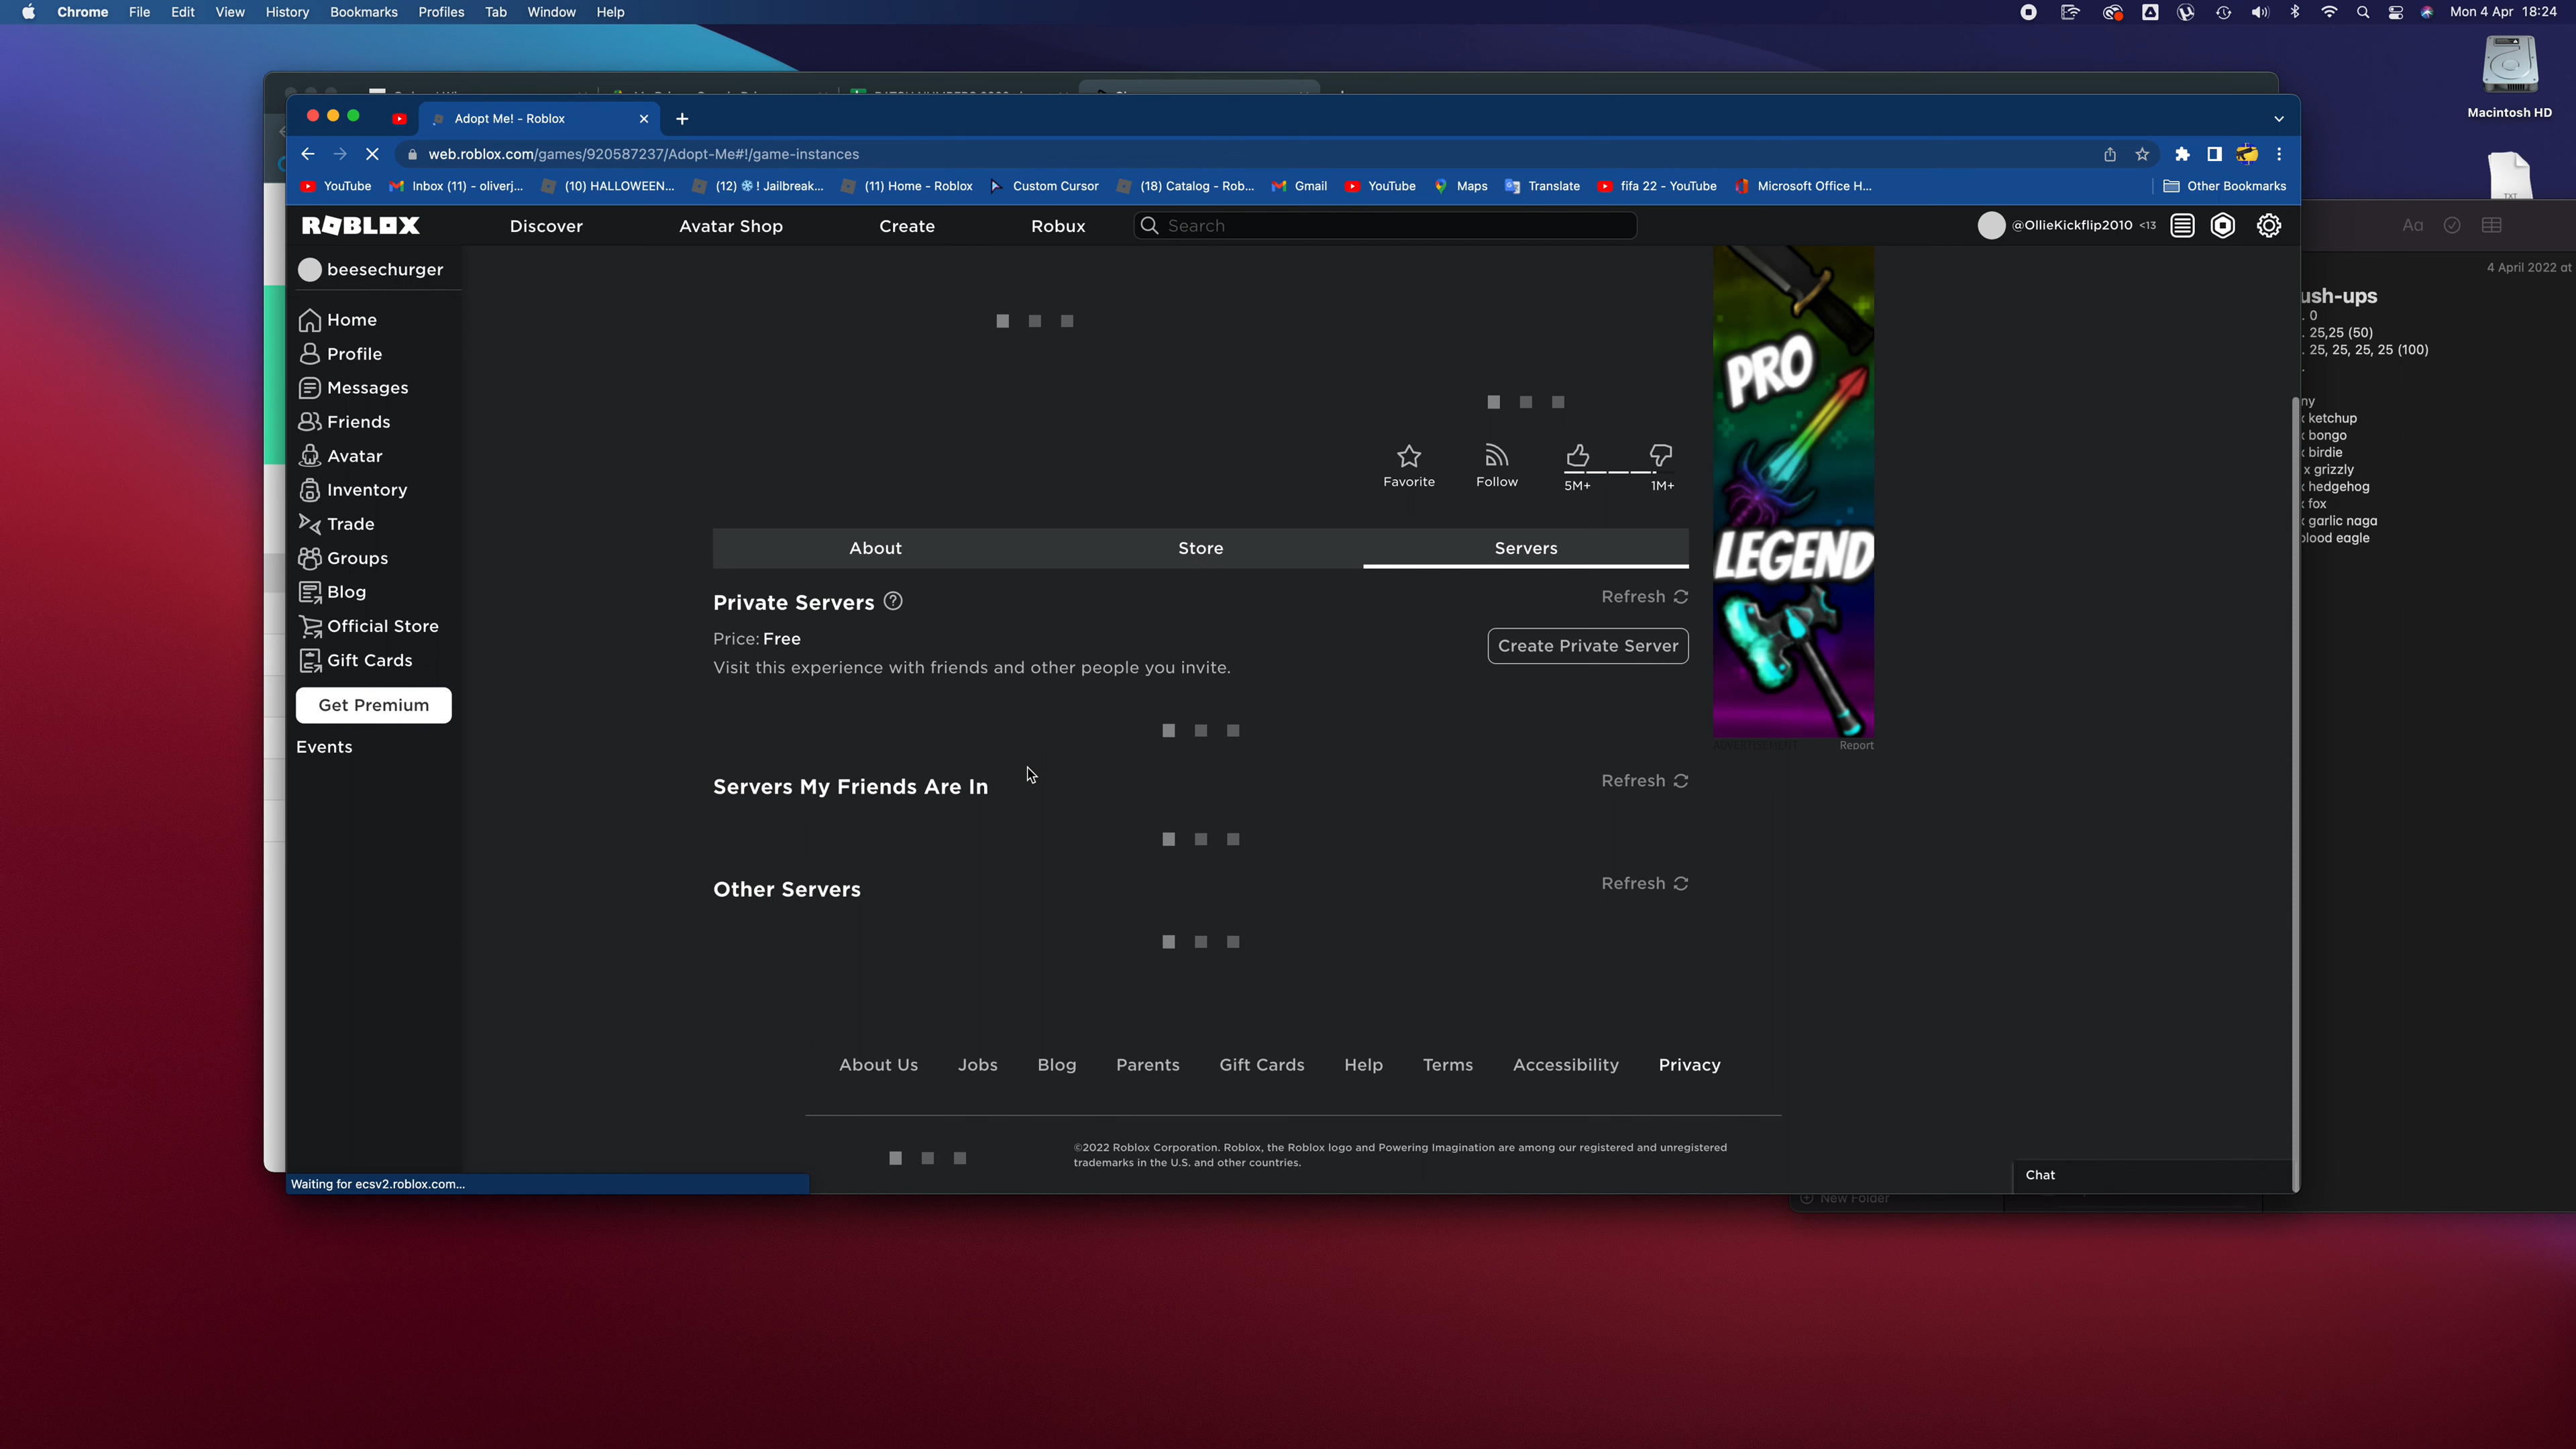 Chrome File Edit View History Bookmarks Profiles Tab Window Help
Mon 4 Apr 18:24
Macintosh HD
TXT
Adopt Me! - Roblox
web.roblox.com/games/920587237/Adopt-Me#!/game-instances
YouTube Inbox (11) - oliverj... (10) HALLOWEEN... (12) ❄️! Jailbreak... (11) Home - Roblox Custom Cursor (18) Catalog - Rob... Gmail YouTube Maps Translate fifa 22 - YouTube Microsoft Office H... Other Bookmarks
ROBLOX Discover Avatar Shop Create Robux Search @OllieKickflip2010 <13
Aa
beesechurger
Home
Profile
Messages
Friends
Avatar
Inventory
Trade
Groups
Blog
Official Store
Gift Cards
Get Premium
Events
Favorite Follow 5M+ 1M+
About Store Servers
Private Servers Refresh
Price: Free
Create Private Server
Visit this experience with friends and other people you invite.
Servers My Friends Are In Refresh
Other Servers Refresh
PRO
LEGEND
ADVERTISEMENT Report
About Us Jobs Blog Parents Gift Cards Help Terms Accessibility Privacy
©2022 Roblox Corporation. Roblox, the Roblox logo and Powering Imagination are among our registered and unregistered
trademarks in the U.S. and other countries.
Chat
Waiting for ecsv2.roblox.com...
New Folder
4 April 2022 at
ush-ups
. 0
. 25,25 (50)
. 25, 25, 25, 25 (100)
.
ny
x ketchup
x bongo
x birdie
x grizzly
x hedgehog
x fox
x garlic naga
blood eagle